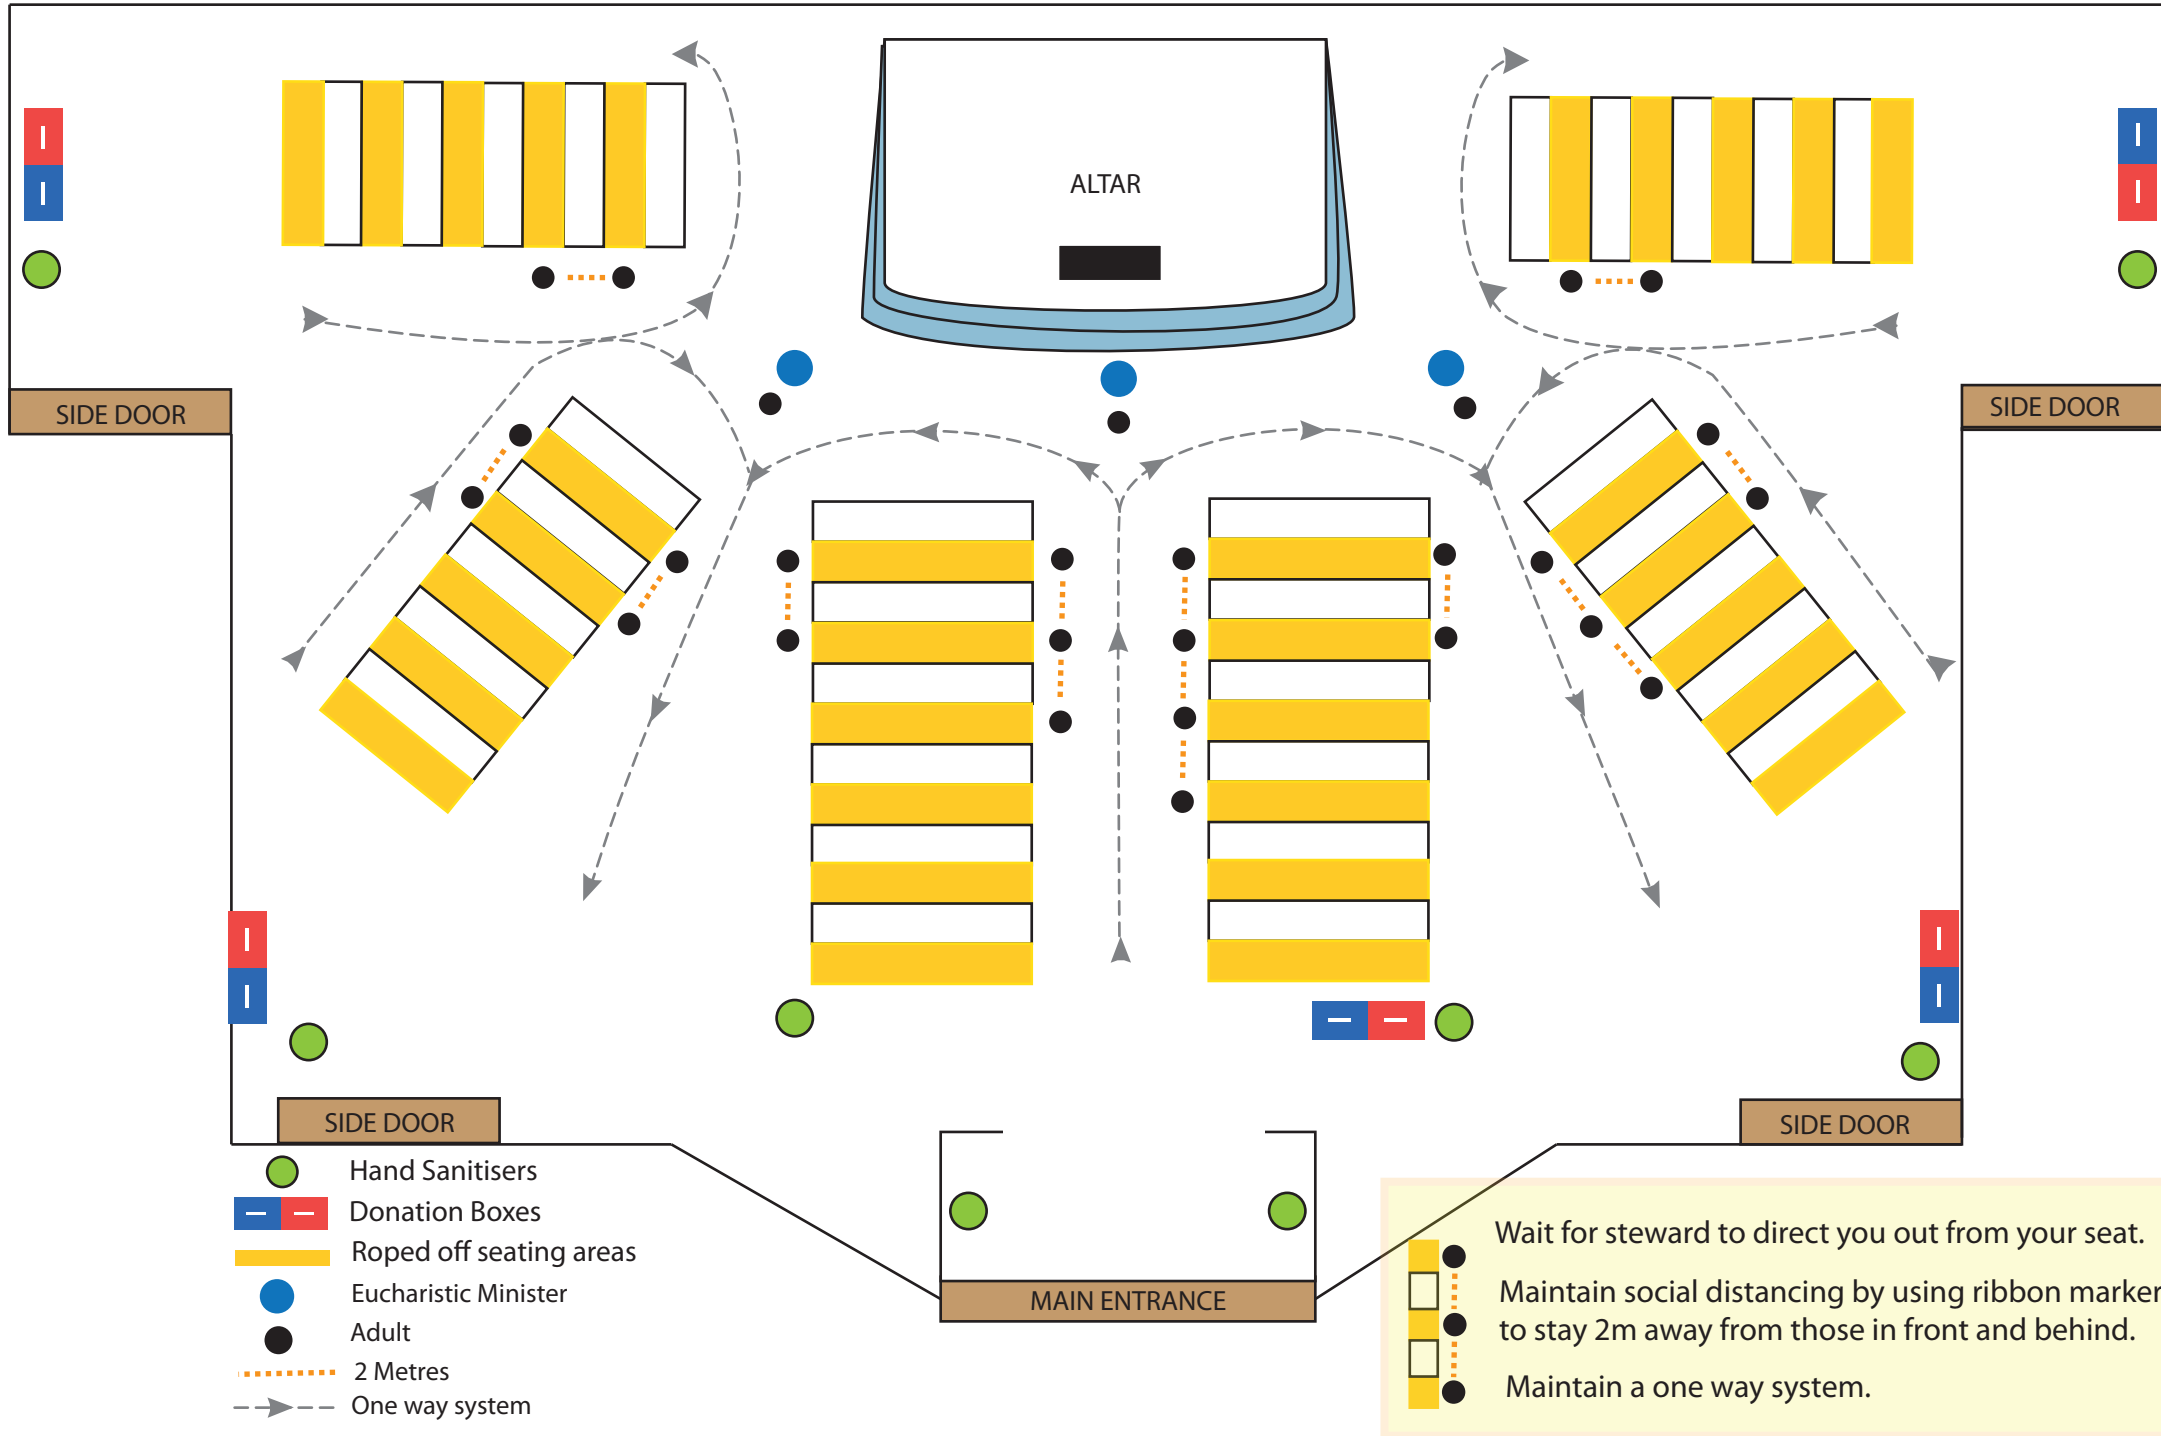 ALTAR
SIDE DOOR
SIDE DOOR
SIDE DOOR
SIDE DOOR
MAIN ENTRANCE
Hand Sanitisers
Donation Boxes
Roped off seating areas
Eucharistic Minister
Adult
2 Metres
One way system
Wait for steward to direct you out from your seat.
Maintain social distancing by using ribbon marker
to stay 2m away from those in front and behind.
Maintain a one way system.